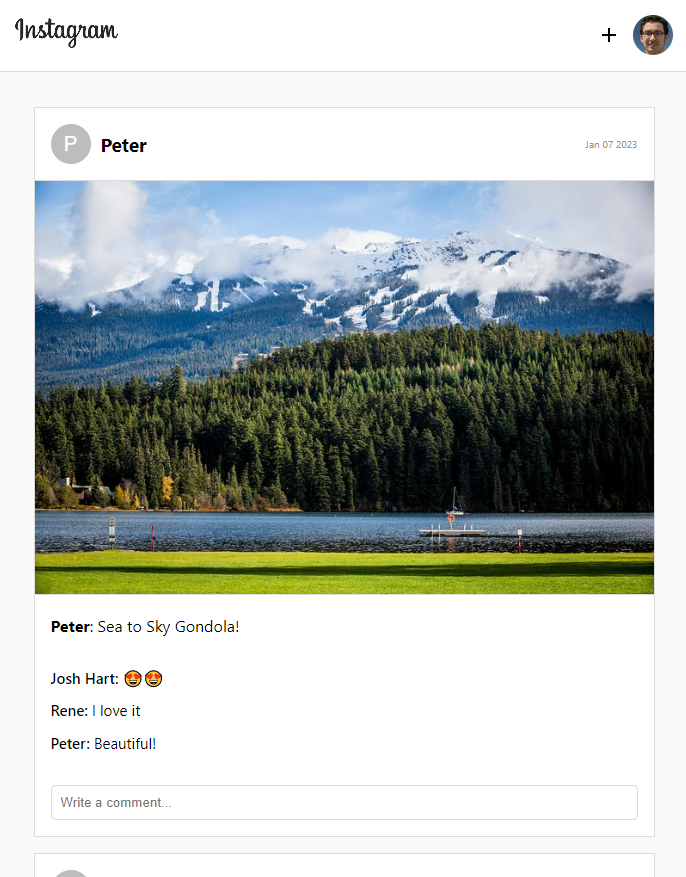 Instagram
P
Peter
Jan 07 2023
Peter: Sea to Sky Gondola!
Josh Hart: 😍😍
Rene: I love it
Peter: Beautiful!
Write a comment...